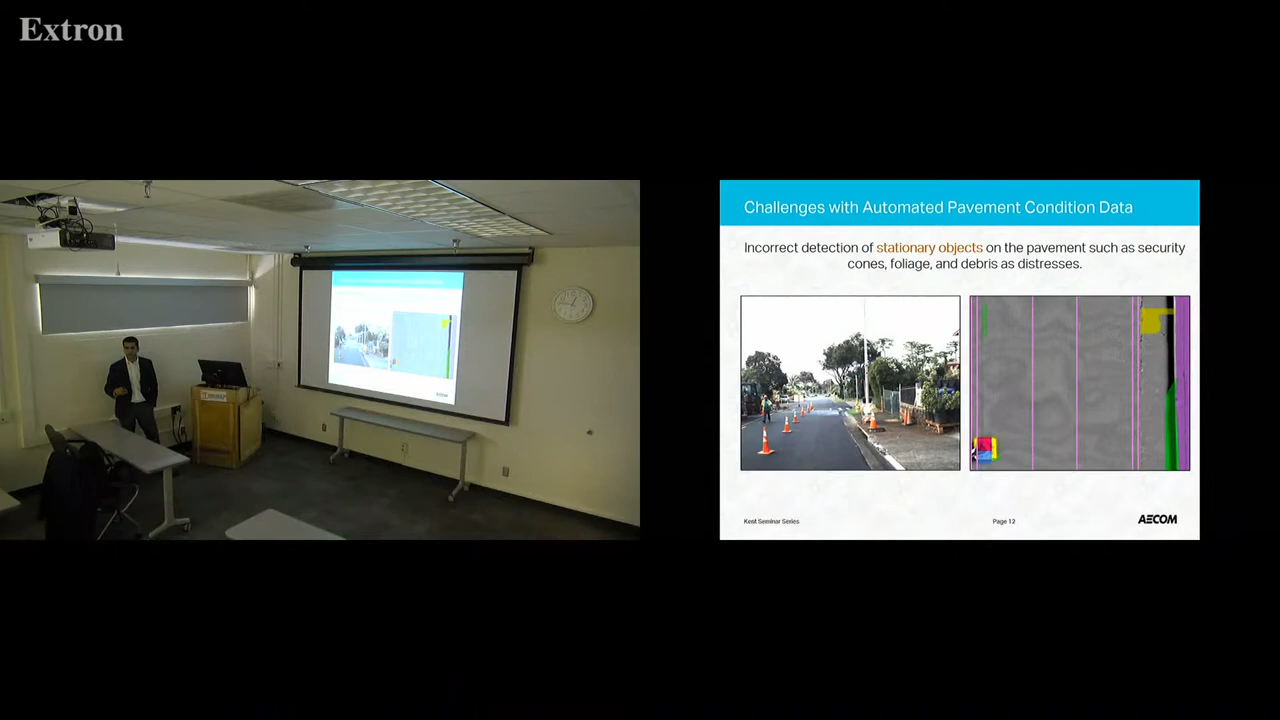 Extron
Challenges with Automated Pavement Condition Data
Incorrect detection of stationary objects on the pavement such as security
cones, foliage, and debris as distresses.
Kent Seminar Series
Page 12
AECOM